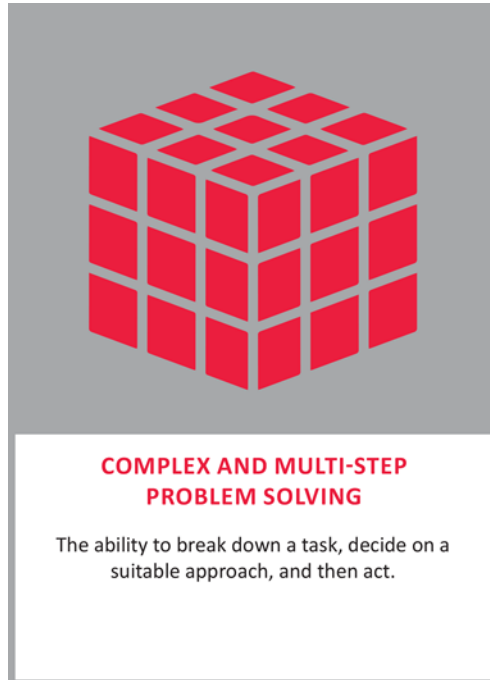 COMPLEX AND MULTI-STEP
PROBLEM SOLVING
The ability to break down a task, decide on a
suitable approach, and then act.